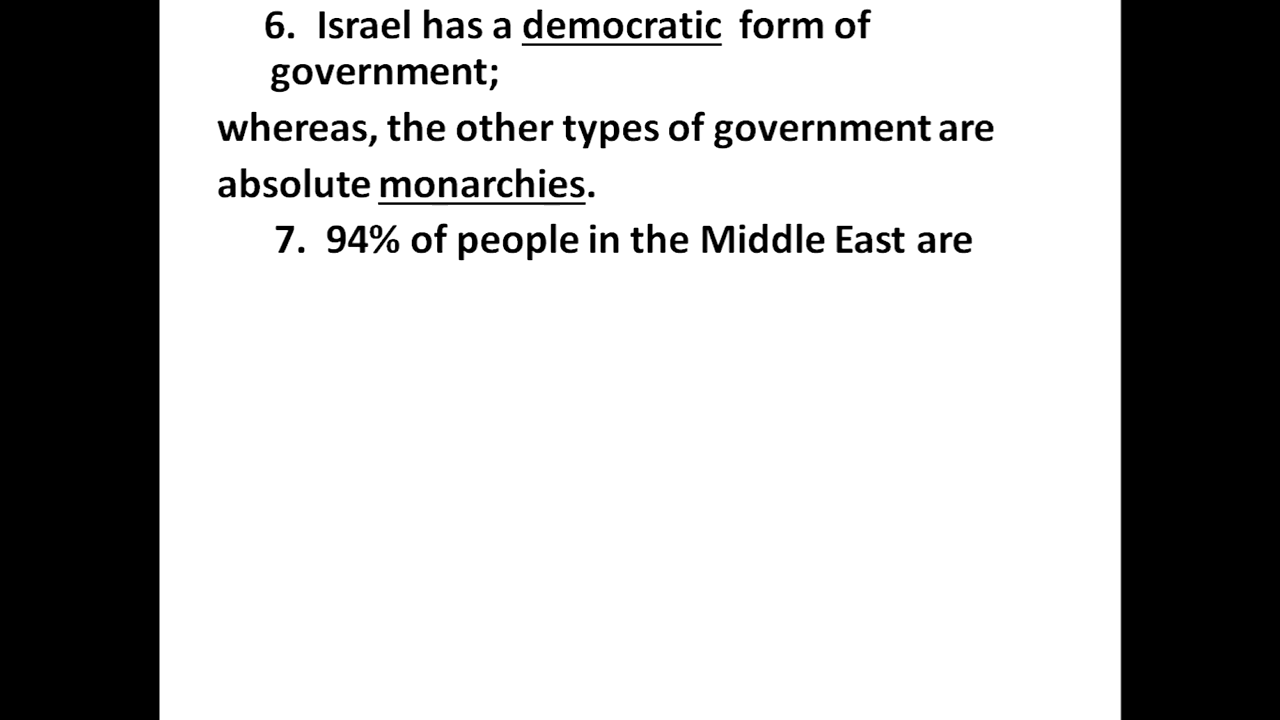 6. Israel has a democratic form of
government;
whereas, the other types of government are
absolute monarchies.
7. 94% of people in the Middle East are